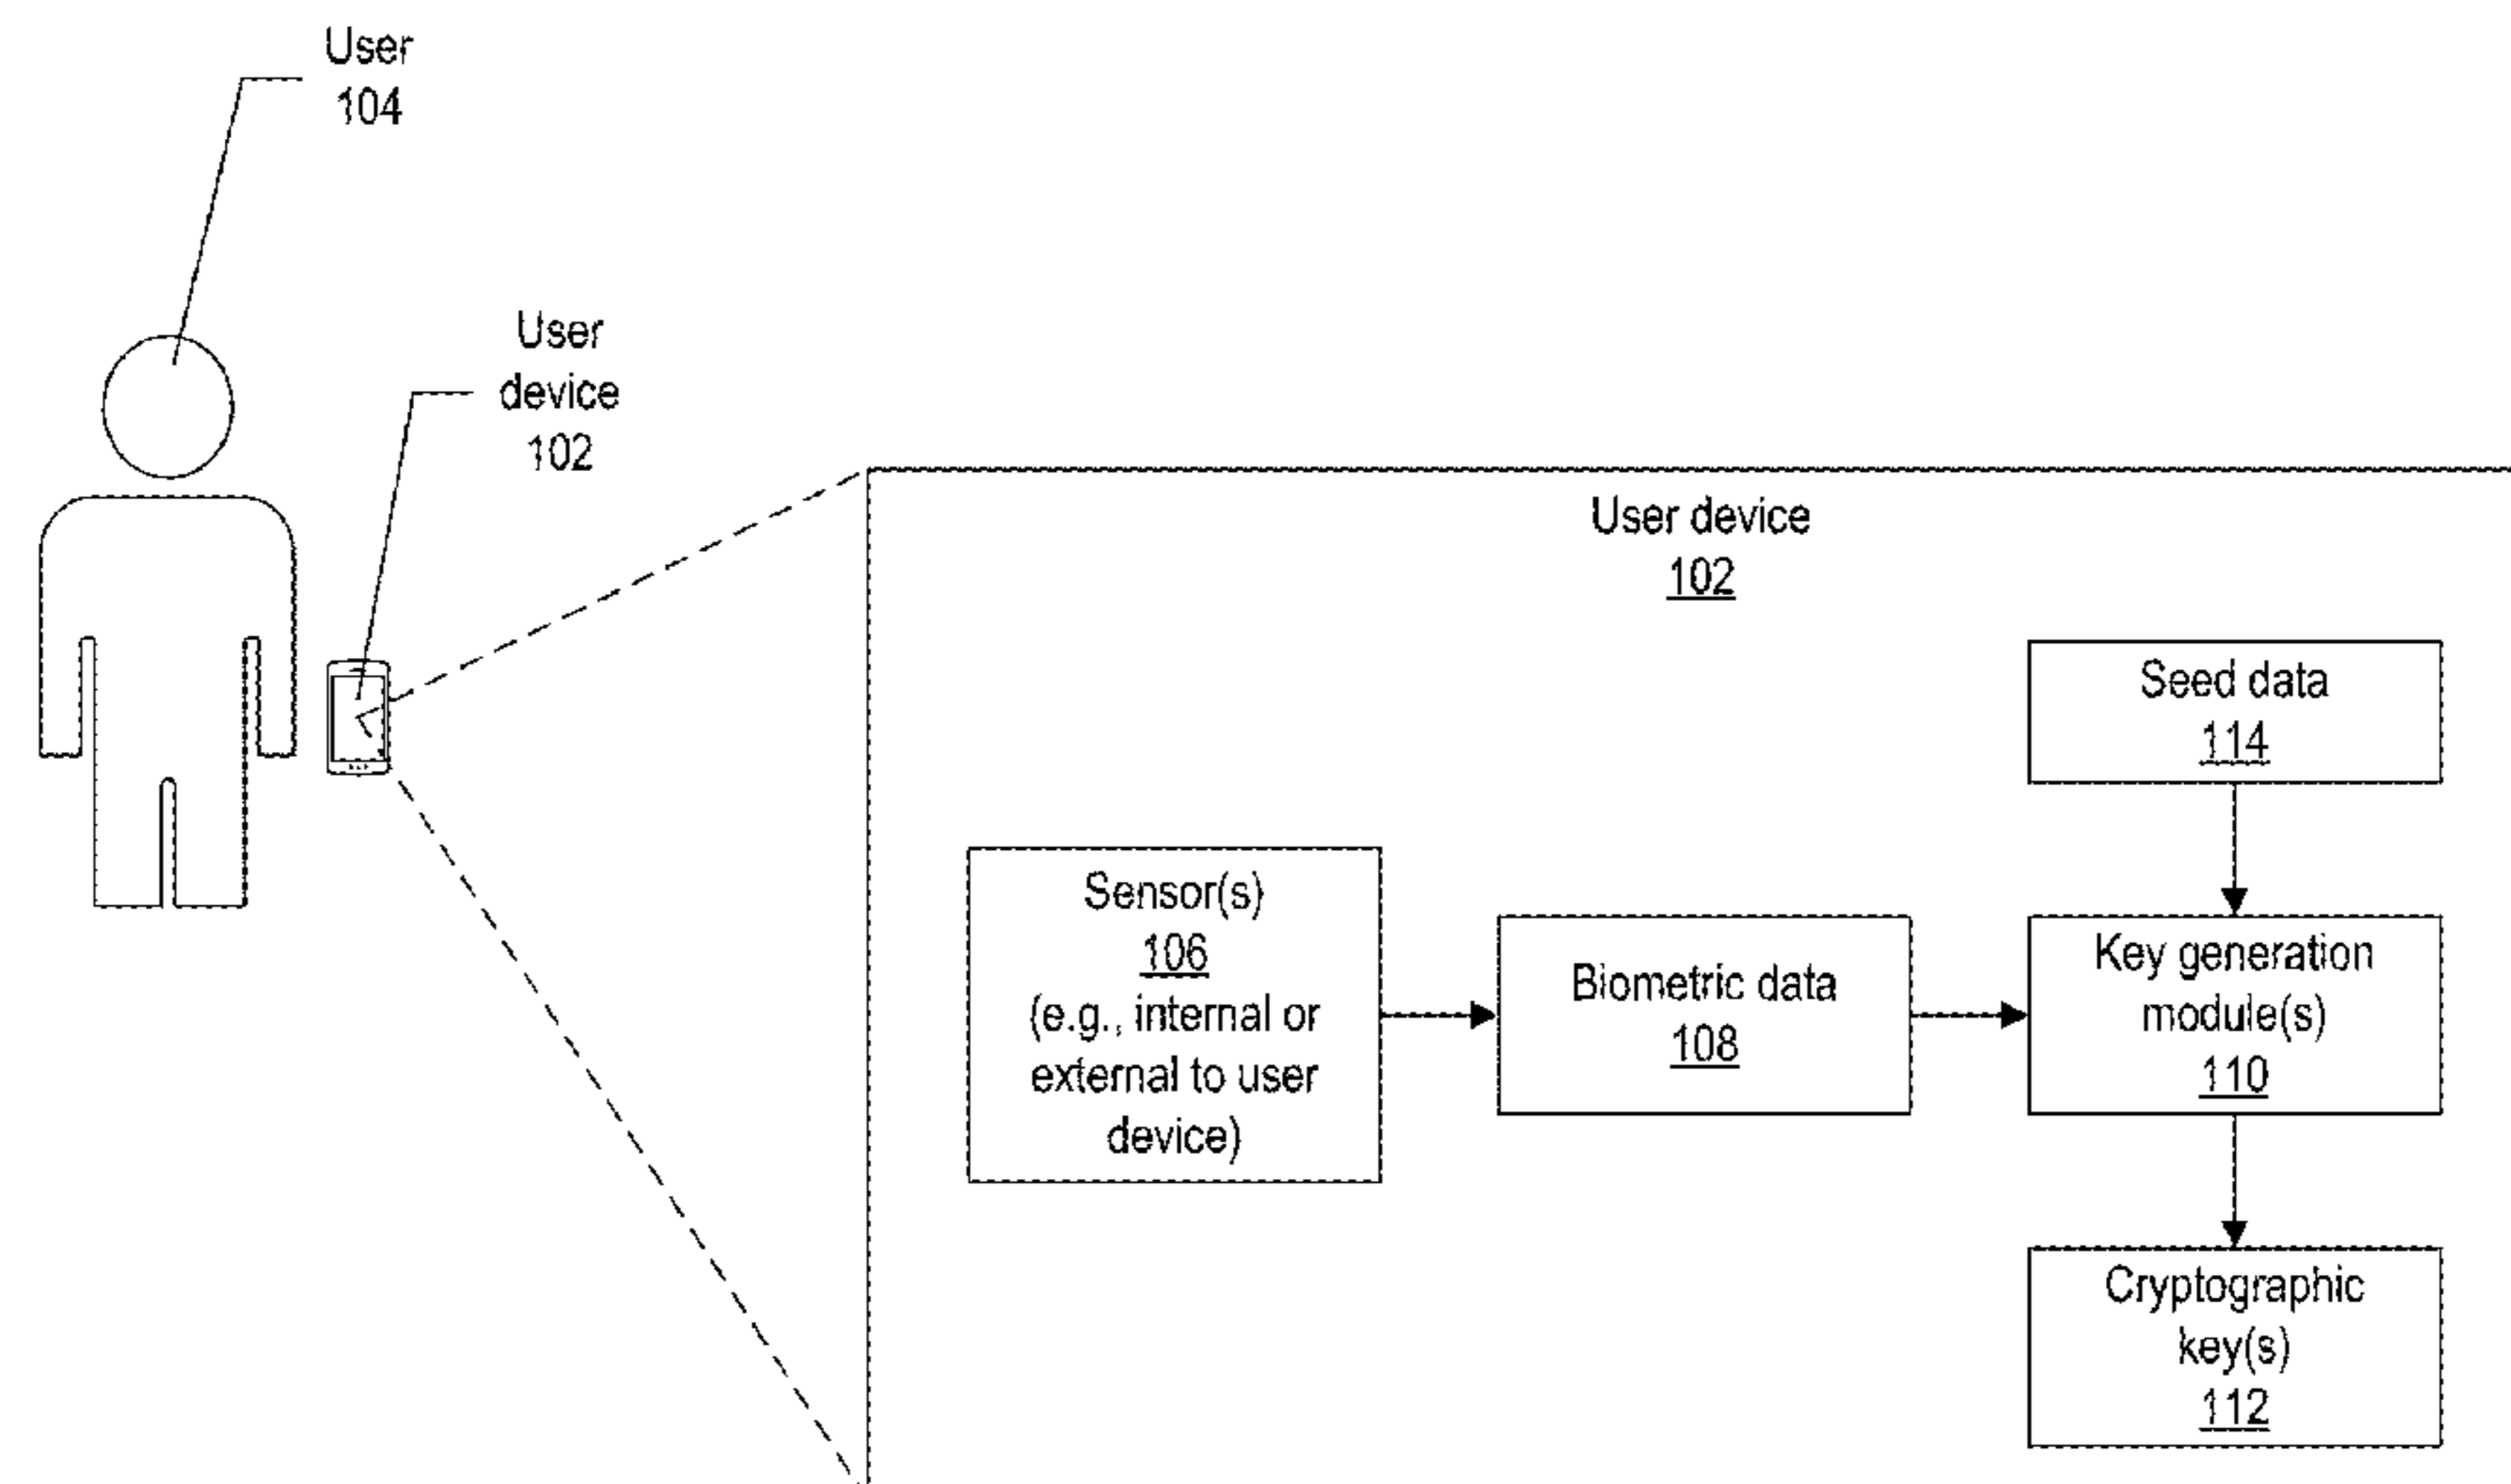 User
104
User
device
102
User device
102
Seed data
114
Sensor(s)
106
(e.g., internal or
external to user
device)
Biometric data
108
Key generation
module(s)
110
Cryptographic
key(s)
112